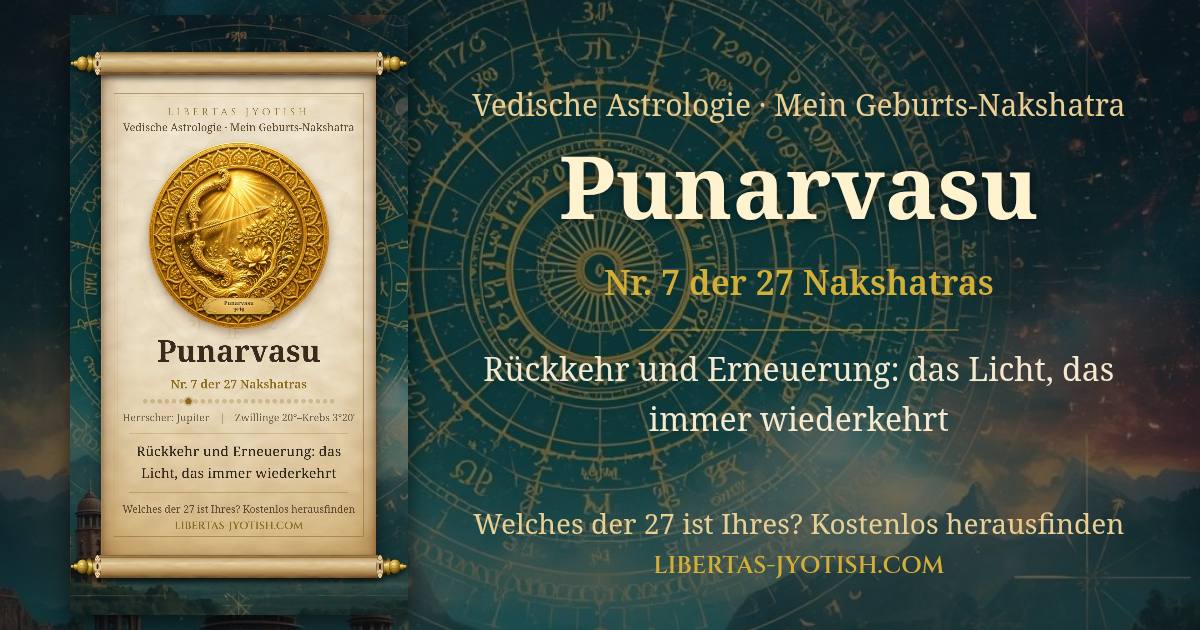 LIBERTAS JYOTISH
Vedische Astrologie · Mein Geburts-Nakshatra
Punarvasu
Punarvasu
Nr. 7 der 27 Nakshatras
Herrscher: Jupiter | Zwillinge 20°–Krebs 3°20'
Rückkehr und Erneuerung: das
Licht, das immer wiederkehrt
Welches der 27 ist Ihres? Kostenlos herausfinden
LIBERTAS-JYOTISH.COM
Vedische Astrologie · Mein Geburts-Nakshatra
Punarvasu
Nr. 7 der 27 Nakshatras
Rückkehr und Erneuerung: das Licht, das
immer wiederkehrt
Welches der 27 ist Ihres? Kostenlos herausfinden
LIBERTAS-JYOTISH.COM